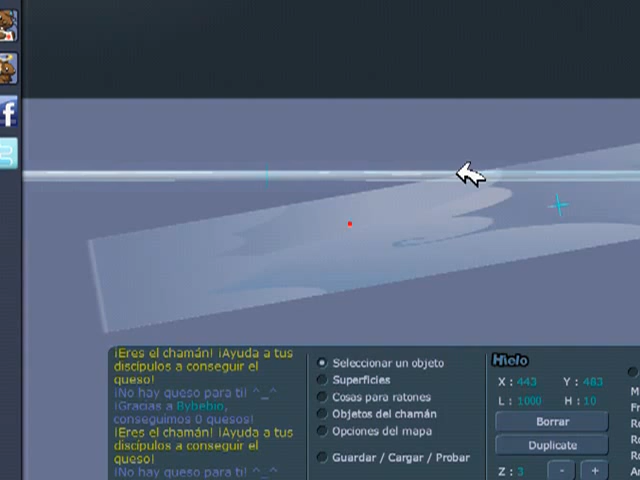 f
¡Eres el chamán! ¡Ayuda a tus
discípulos a conseguir el
queso!
¡No hay queso para ti! ^_^
¡Gracias a Bybebin,
conseguimos 0 quesos!
¡Eres el chamán! ¡Ayuda a tus
discípulos a conseguir el
queso!
¡No hay queso para ti! ^_^
Seleccionar un objeto
Superficies
Cosas para ratones
Objetos del chamán
Opciones del mapa
Guardar / Cargar / Probar
Hielo
X : 443 Y : 483
L : 1000 H : 10
Borrar
Duplicate
Z : 3 - +